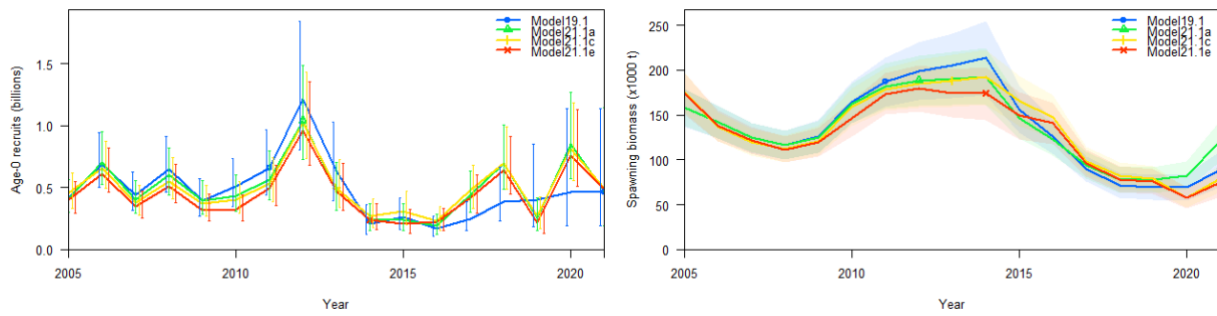 Age-0 recruits (billions)
1.5
1.0
0.5
0.0
Model19.1
Model21.1a
Model21.1c
Model21.1e
2005 2010 2015 2020
Year
Spawning biomass (x1000 t)
250
200
150
100
50
0
Model19.1
Model21.1a
Model21.1c
Model21.1e
2005 2010 2015 2020
Year